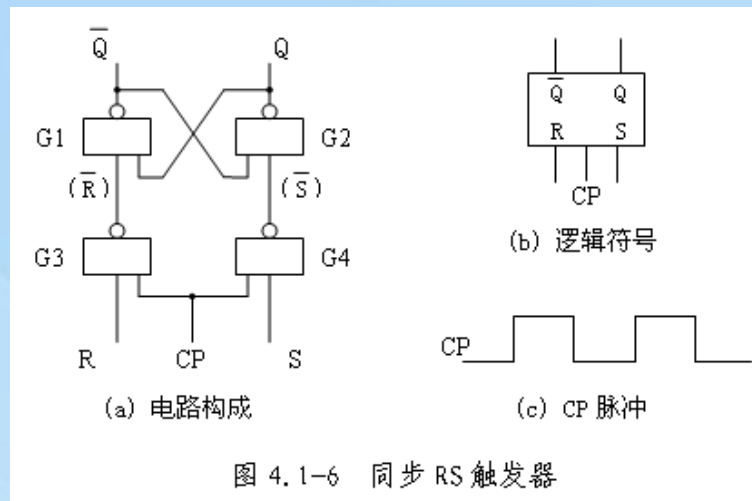 Q̅ Q
G1 G2
(R̅) (S̅)
G3 G4
R CP S
(a) 电路构成
Q̅ Q
R S
CP
(b) 逻辑符号
CP
(c) CP 脉冲
图 4.1-6 同步 RS 触发器